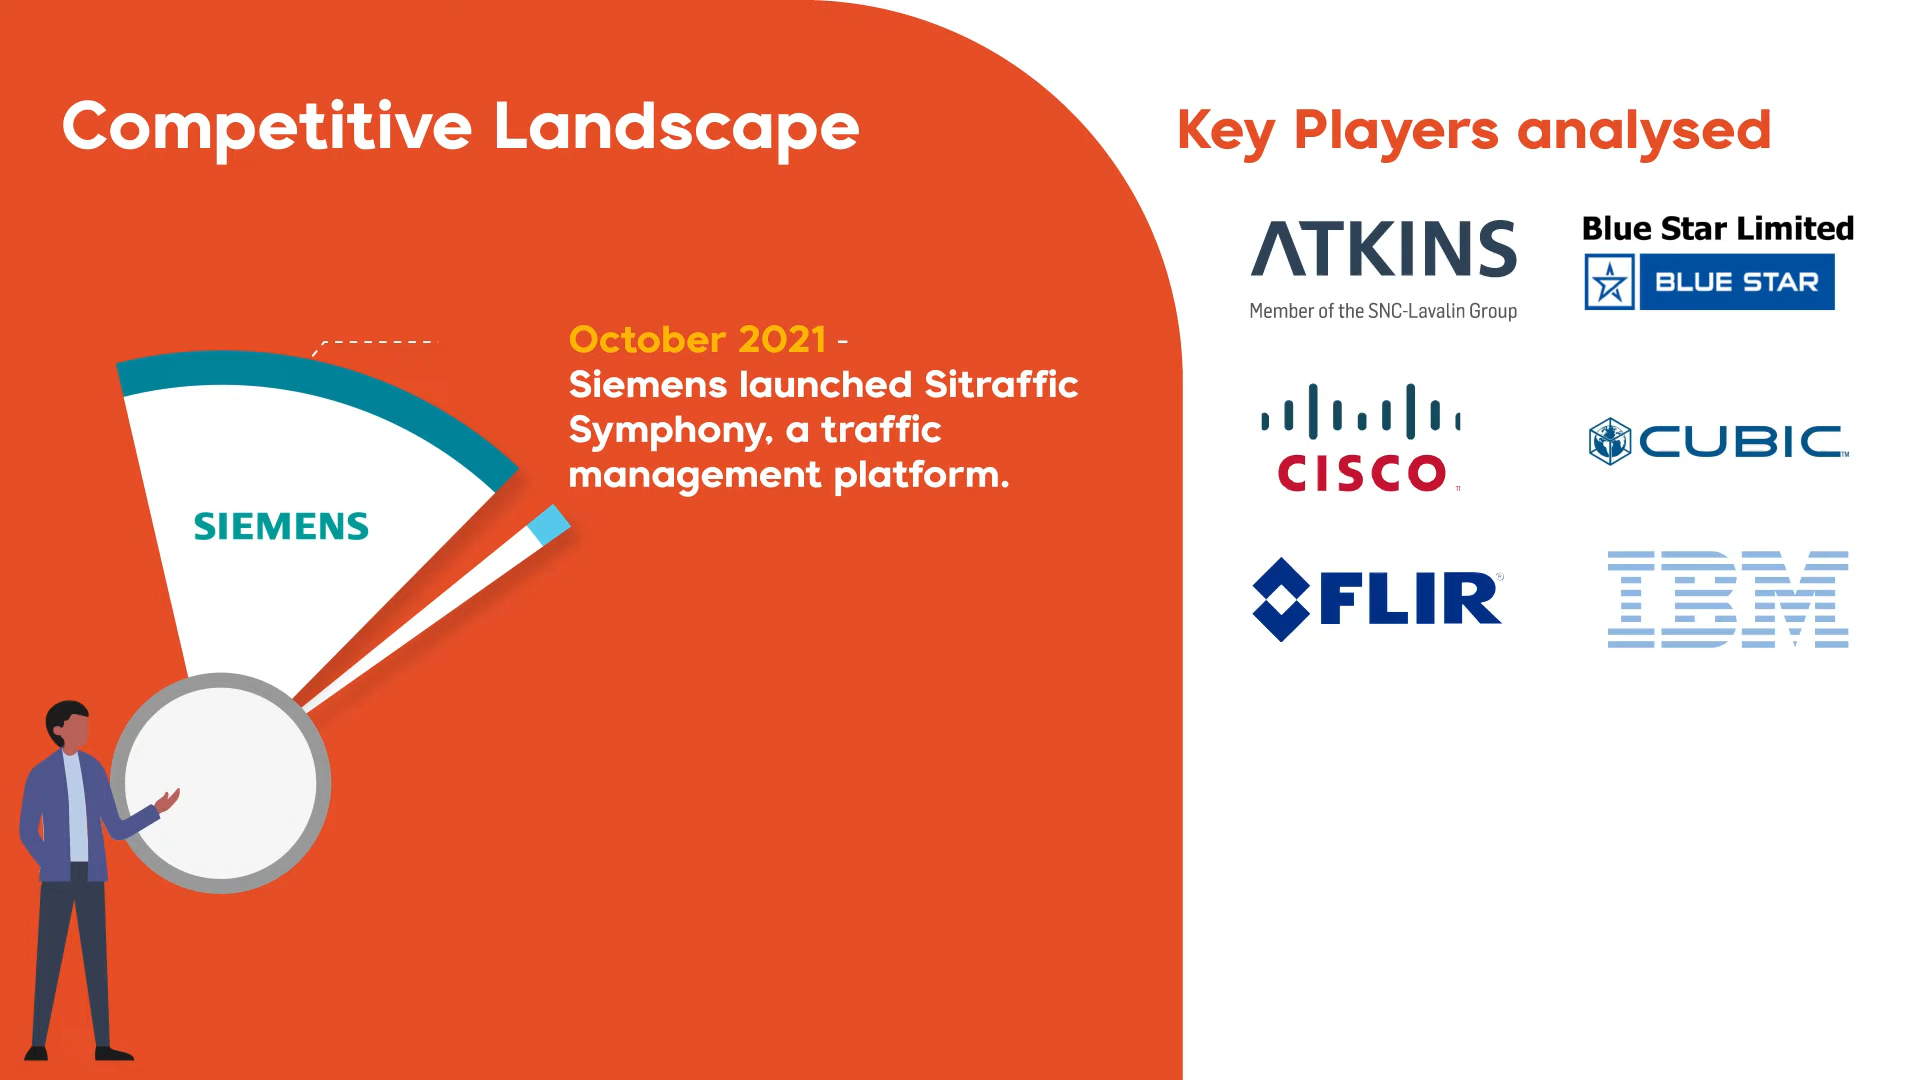 Competitive Landscape
October 2021 -
Siemens launched Sitraffic
Symphony, a traffic
management platform.
SIEMENS
Key Players analysed
ATKINS
Member of the SNC-Lavalin Group
Blue Star Limited
BLUE STAR
CISCO
CUBIC™
FLIR®
IBM